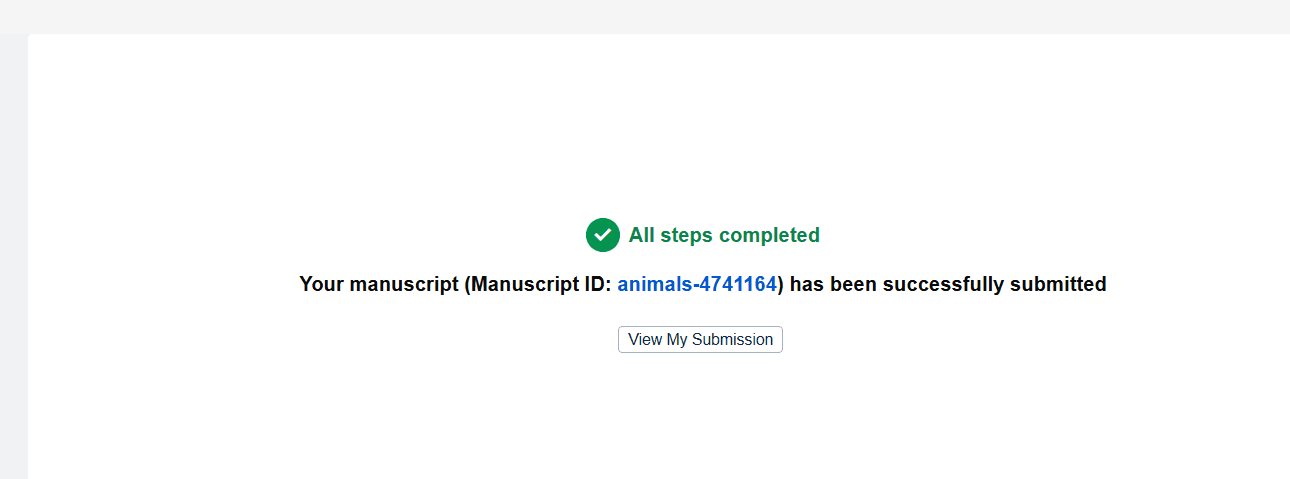 All steps completed
Your manuscript (Manuscript ID: animals-4741164) has been successfully submitted
View My Submission